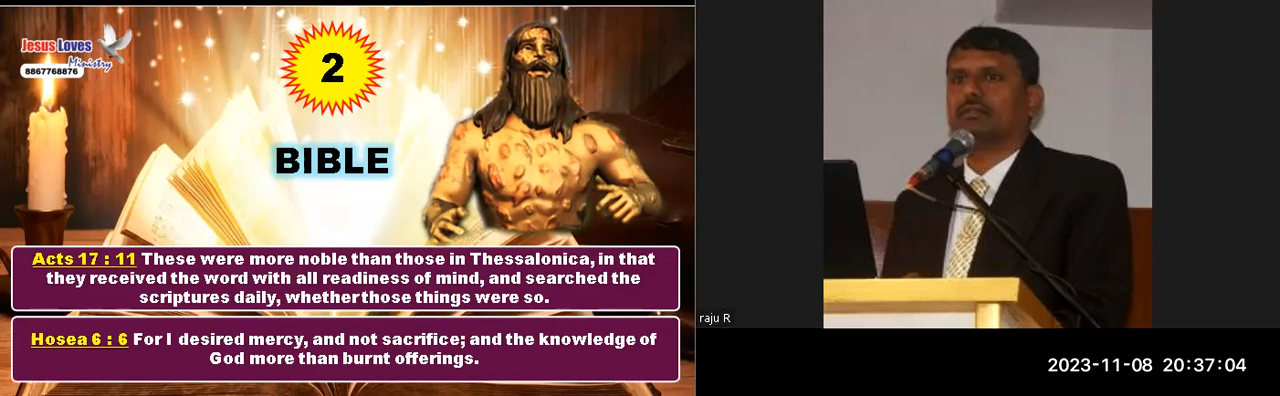 Jesus Loves
Ministry
8867768876
2
BIBLE
Acts 17 : 11 These were more noble than those in Thessalonica, in that
they received the word with all readiness of mind, and searched the
scriptures daily, whether those things were so.
Hosea 6 : 6 For I desired mercy, and not sacrifice; and the knowledge of
God more than burnt offerings.
raju R
2023-11-08 20:37:04